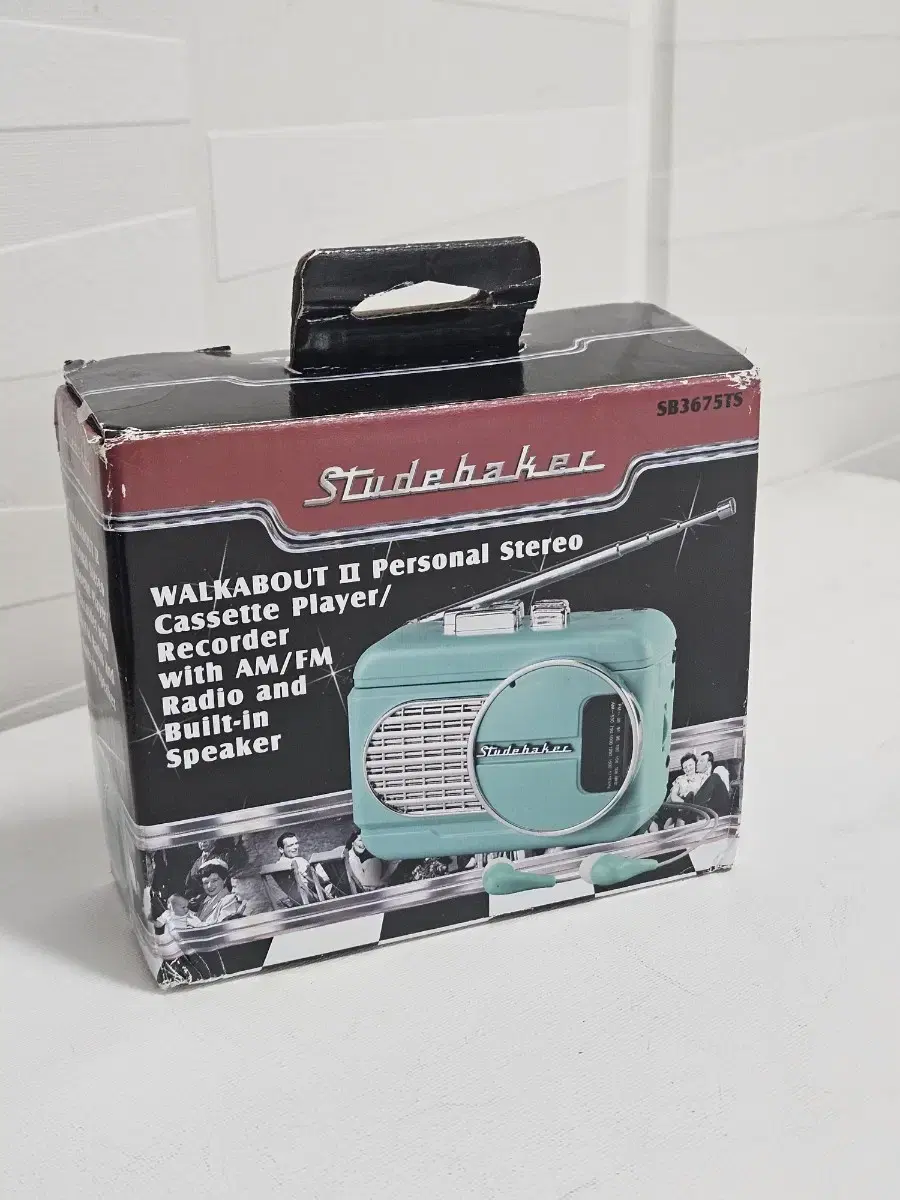 SB3675TS
Studebaker
WALKABOUT II Personal Stereo
Cassette Player/
Recorder
with AM/FM
Radio and
Built-in
Speaker
Studebaker